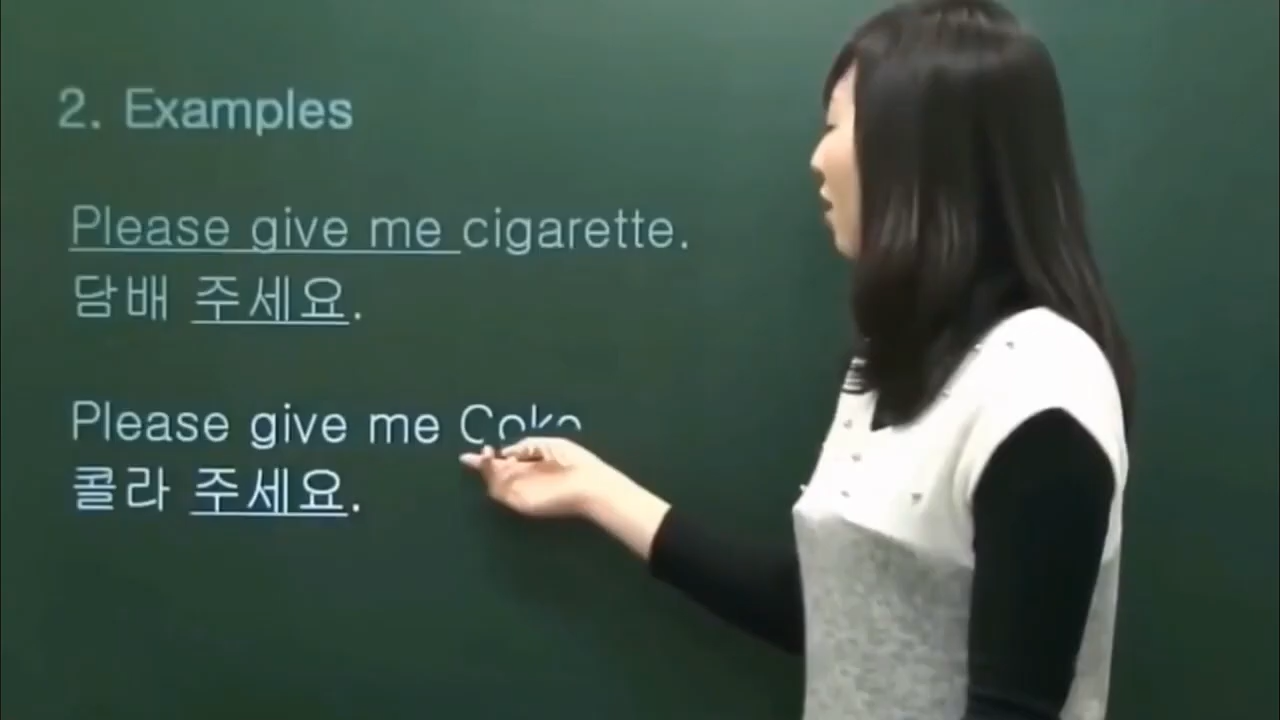 2. Examples
Please give me cigarette.
담배 주세요.
Please give me Coke
콜라 주세요.